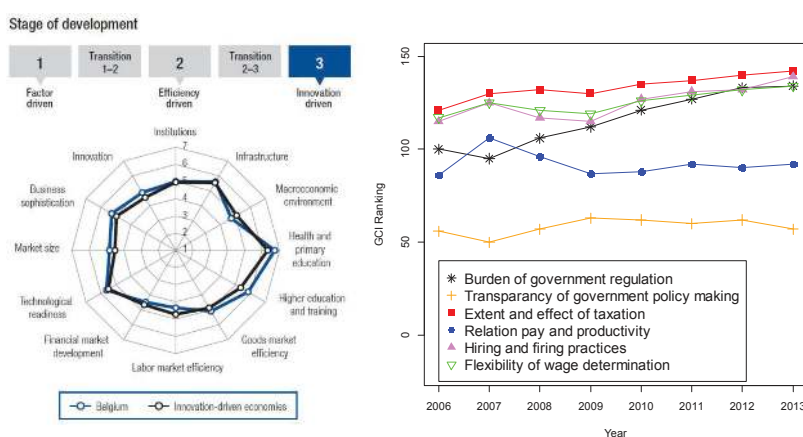 Stage of development
1
Transition
1–2
2
Transition
2–3
3
Factor
driven
Efficiency
driven
Innovation
driven
Institutions
Infrastructure
Macroeconomic
environment
Health and
primary
education
Higher education
and training
Goods market
efficiency
Labor market efficiency
Financial market
development
Technological
readiness
Market size
Business
sophistication
Innovation
7
6
5
4
3
2
1
Belgium
Innovation-driven economies
GCI Ranking
150
100
50
0
Burden of government regulation
Transparancy of government policy making
Extent and effect of taxation
Relation pay and productivity
Hiring and firing practices
Flexibility of wage determination
2006 2007 2008 2009 2010 2011 2012 2013
Year